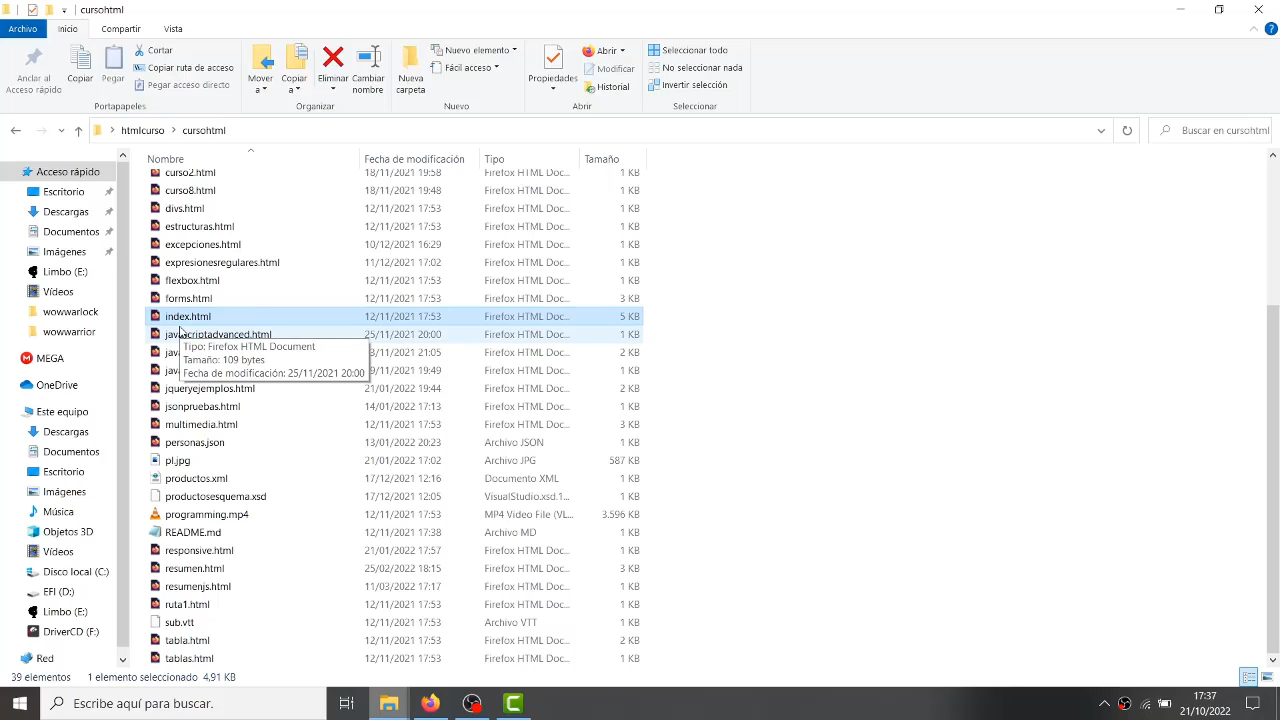 cursohtml
Archivo Inicio Compartir Vista
Anclar al Acceso rápido
Copiar
Pegar
Cortar
Copiar ruta de acceso
Pegar acceso directo
Portapapeles
Mover a
Copiar a
Eliminar
Cambiar nombre
Organizar
Nueva carpeta
Nuevo elemento
Fácil acceso
Nuevo
Propiedades
Abrir
Modificar
Historial
Abrir
Seleccionar todo
No seleccionar nada
Invertir selección
Seleccionar
htmlcurso > cursohtml
Buscar en cursohtml
Acceso rápido
Escritorio
Descargas
Documentos
Imágenes
Limbo (E:)
Vídeos
wowwarlock
wowwarrior
MEGA
OneDrive
Este equipo
Descargas
Documentos
Escritorio
Imágenes
Música
Objetos 3D
Vídeos
Disco local (C:)
EFI (D:)
Limbo (E:)
DriverCD (F:)
Red
Nombre Fecha de modificación Tipo Tamaño
curso2.html 18/11/2021 19:58 Firefox HTML Doc... 1 KB
curso8.html 18/11/2021 19:48 Firefox HTML Doc... 1 KB
divs.html 12/11/2021 17:53 Firefox HTML Doc... 1 KB
estructuras.html 12/11/2021 17:53 Firefox HTML Doc... 1 KB
excepciones.html 10/12/2021 16:29 Firefox HTML Doc... 1 KB
expresionesregulares.html 11/12/2021 17:02 Firefox HTML Doc... 1 KB
flexbox.html 12/11/2021 17:53 Firefox HTML Doc... 1 KB
forms.html 12/11/2021 17:53 Firefox HTML Doc... 3 KB
index.html 12/11/2021 17:53 Firefox HTML Doc... 5 KB
javascriptadvanced.html 25/11/2021 20:00 Firefox HTML Doc... 1 KB
Tipo: Firefox HTML Document
Tamaño: 109 bytes
Fecha de modificación: 25/11/2021 20:00
3/11/2021 21:05 Firefox HTML Doc... 2 KB
/11/2021 19:49 Firefox HTML Doc... 1 KB
jqueryejemplos.html 21/01/2022 19:44 Firefox HTML Doc... 2 KB
jsonpruebas.html 14/01/2022 17:13 Firefox HTML Doc... 1 KB
multimedia.html 12/11/2021 17:53 Firefox HTML Doc... 3 KB
personas.json 13/01/2022 20:23 Archivo JSON 1 KB
pl.jpg 21/01/2022 17:02 Archivo JPG 587 KB
productos.xml 17/12/2021 12:16 Documento XML 1 KB
productosesquema.xsd 17/12/2021 12:05 VisualStudio.xsd.1... 1 KB
programming.mp4 12/11/2021 17:53 MP4 Video File (VL... 3.596 KB
README.md 12/11/2021 17:38 Archivo MD 1 KB
responsive.html 21/01/2022 17:57 Firefox HTML Doc... 1 KB
resumen.html 25/02/2022 18:15 Firefox HTML Doc... 3 KB
resumenjs.html 11/03/2022 17:17 Firefox HTML Doc... 1 KB
ruta1.html 12/11/2021 17:53 Firefox HTML Doc... 1 KB
sub.vtt 12/11/2021 17:53 Archivo VTT 1 KB
tabla.html 12/11/2021 17:53 Firefox HTML Doc... 2 KB
tablas.html 12/11/2021 17:53 Firefox HTML Doc... 1 KB
39 elementos 1 elemento seleccionado 4,91 KB
Escribe aquí para buscar.
17:37
21/10/2022